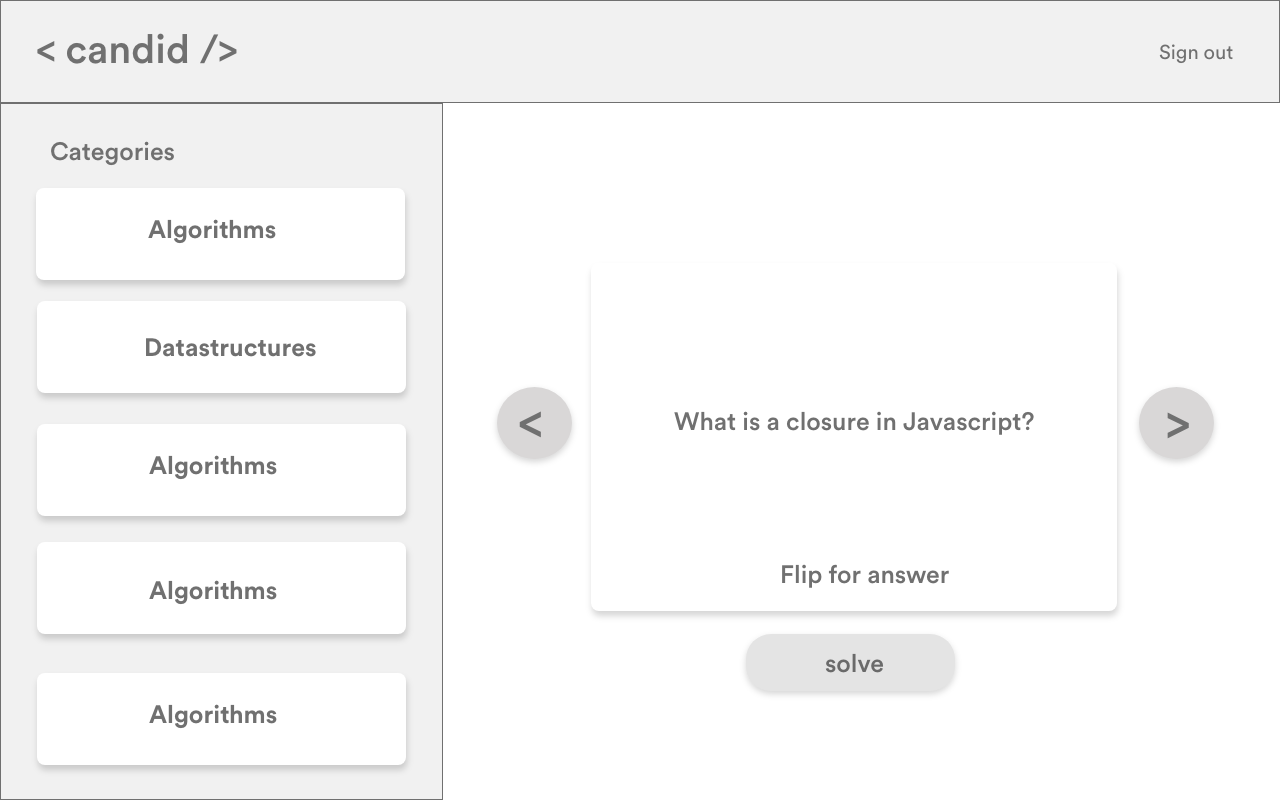 < candid />
Sign out
Categories
Algorithms
Datastructures
Algorithms
Algorithms
Algorithms
<
What is a closure in Javascript?
>
Flip for answer
solve